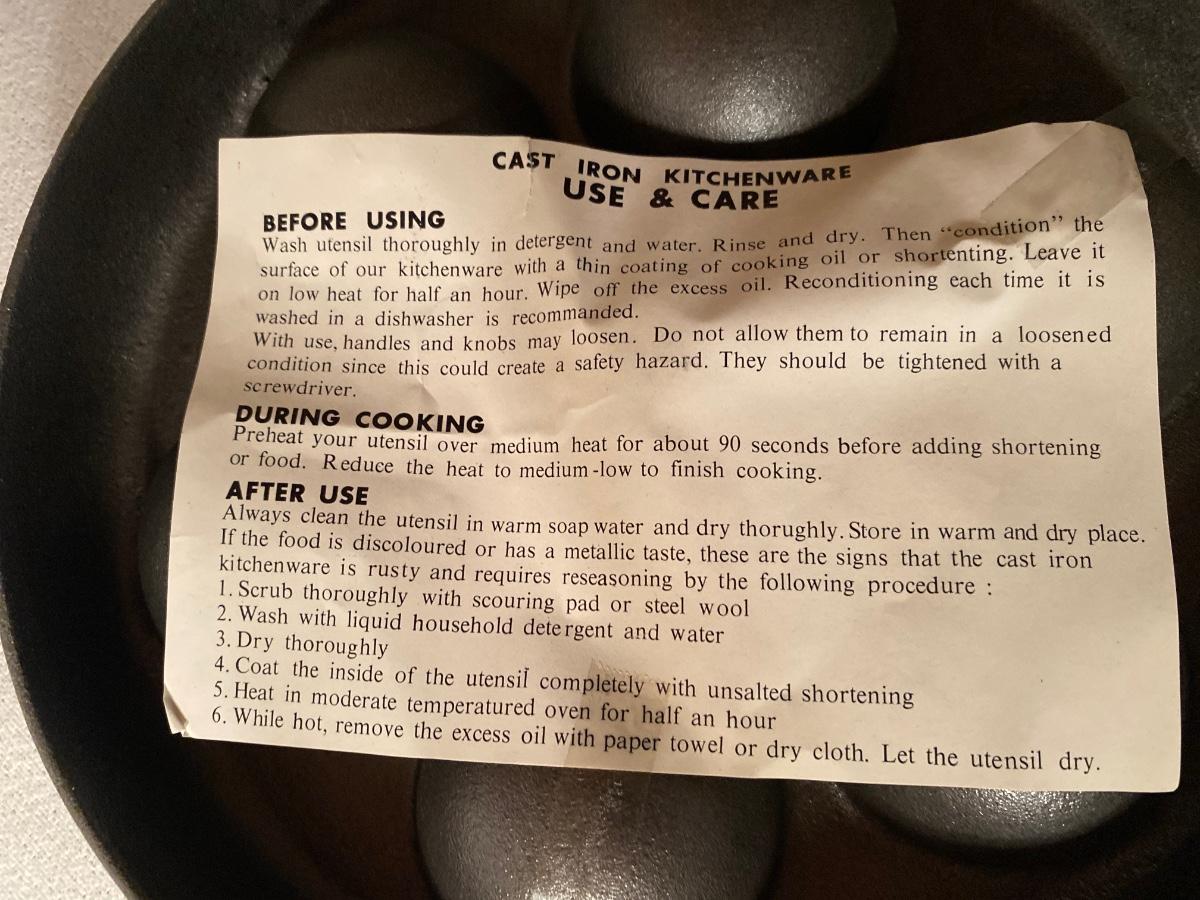 CAST IRON KITCHENWARE
USE & CARE
BEFORE USING
Wash utensil thoroughly in detergent and water. Rinse and dry. Then “condition” the
surface of our kitchenware with a thin coating of cooking oil or shortenting. Leave it
on low heat for half an hour. Wipe off the excess oil. Reconditioning each time it is
washed in a dishwasher is recommanded.
With use, handles and knobs may loosen. Do not allow them to remain in a loosened
condition since this could create a safety hazard. They should be tightened with a
screwdriver.
DURING COOKING
Preheat your utensil over medium heat for about 90 seconds before adding shortening
or food. Reduce the heat to medium-low to finish cooking.
AFTER USE
Always clean the utensil in warm soap water and dry thorughly. Store in warm and dry place.
If the food is discoloured or has a metallic taste, these are the signs that the cast iron
kitchenware is rusty and requires reseasoning by the following procedure :
1. Scrub thoroughly with scouring pad or steel wool
2. Wash with liquid household detergent and water
3. Dry thoroughly
4. Coat the inside of the utensil completely with unsalted shortening
5. Heat in moderate temperatured oven for half an hour
6. While hot, remove the excess oil with paper towel or dry cloth. Let the utensil dry.